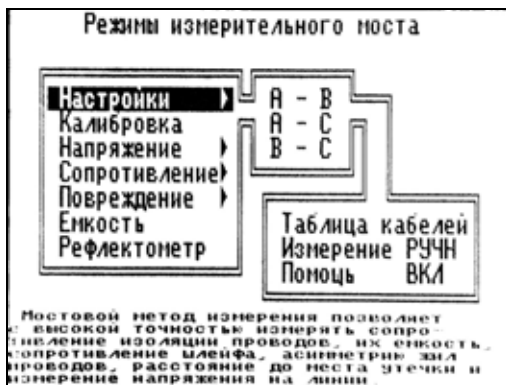 Режимы измерительного моста
Настройки
Калибровка
Напряжение
Сопротивление
Повреждение
Емкость
Рефлектометр
А - В
А - С
В - С
Таблица кабелей
Измерение РУЧН
Помощь ВКЛ
Мостовой метод измерения позволяет
с высокой точностью измерять сопро-
тивление изоляции проводов, их емкость,
сопротивление шлейфа, асимметрию жил
проводов, расстояние до места утечки и
измерение напряжения на линии.